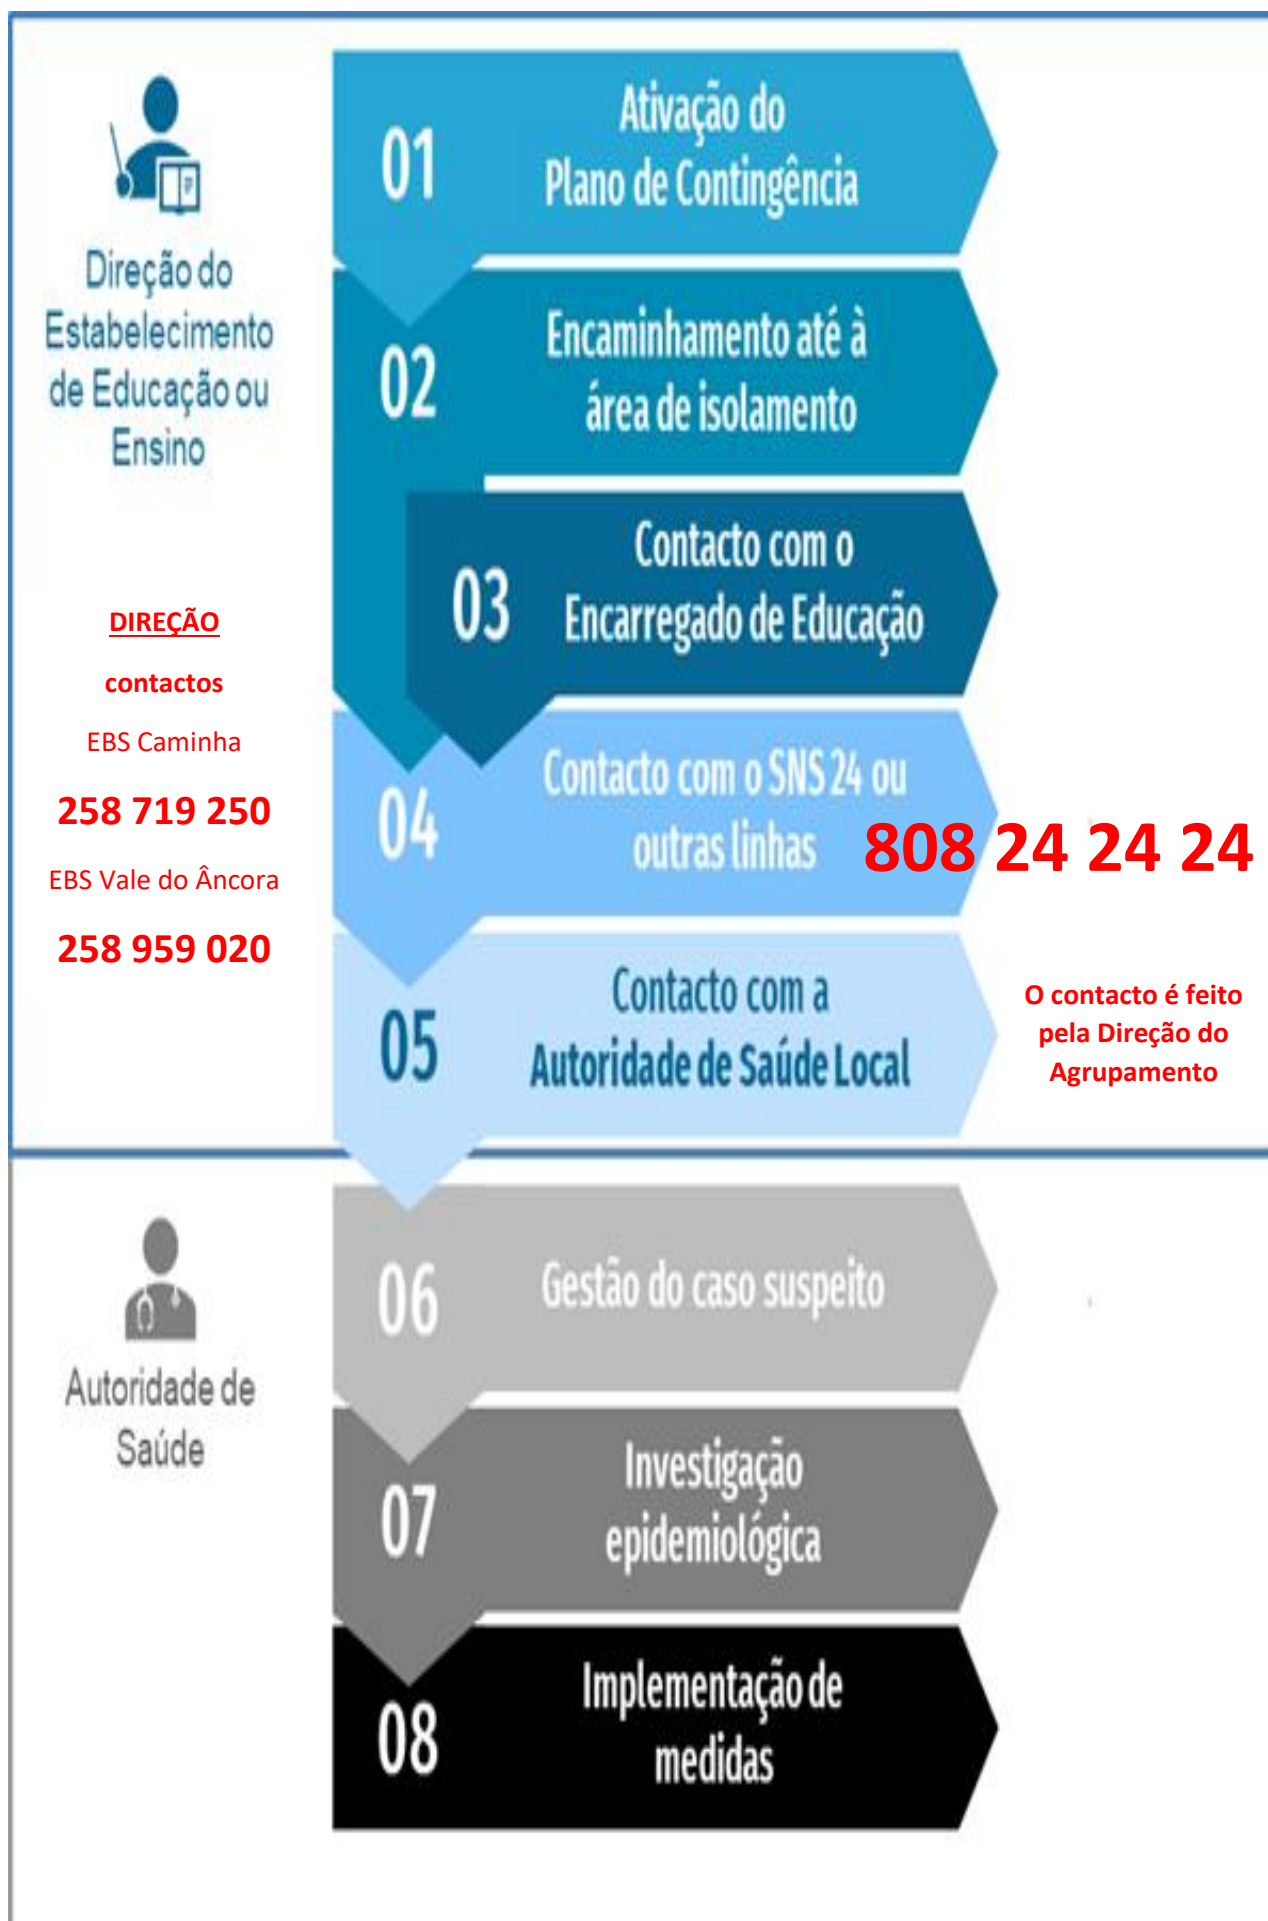 Direção do
Estabelecimento
de Educação ou
Ensino
DIREÇÃO
contactos
EBS Caminha
258 719 250
EBS Vale do Âncora
258 959 020
01
Ativação do
Plano de Contingência
02
Encaminhamento até à
área de isolamento
03
Contacto com o
Encarregado de Educação
04
Contacto com o SNS 24 ou
outras linhas
808 24 24 24
05
Contacto com a
Autoridade de Saúde Local
O contacto é feito
pela Direção do
Agrupamento
Autoridade de
Saúde
06
Gestão do caso suspeito
07
Investigação
epidemiológica
08
Implementação de
medidas